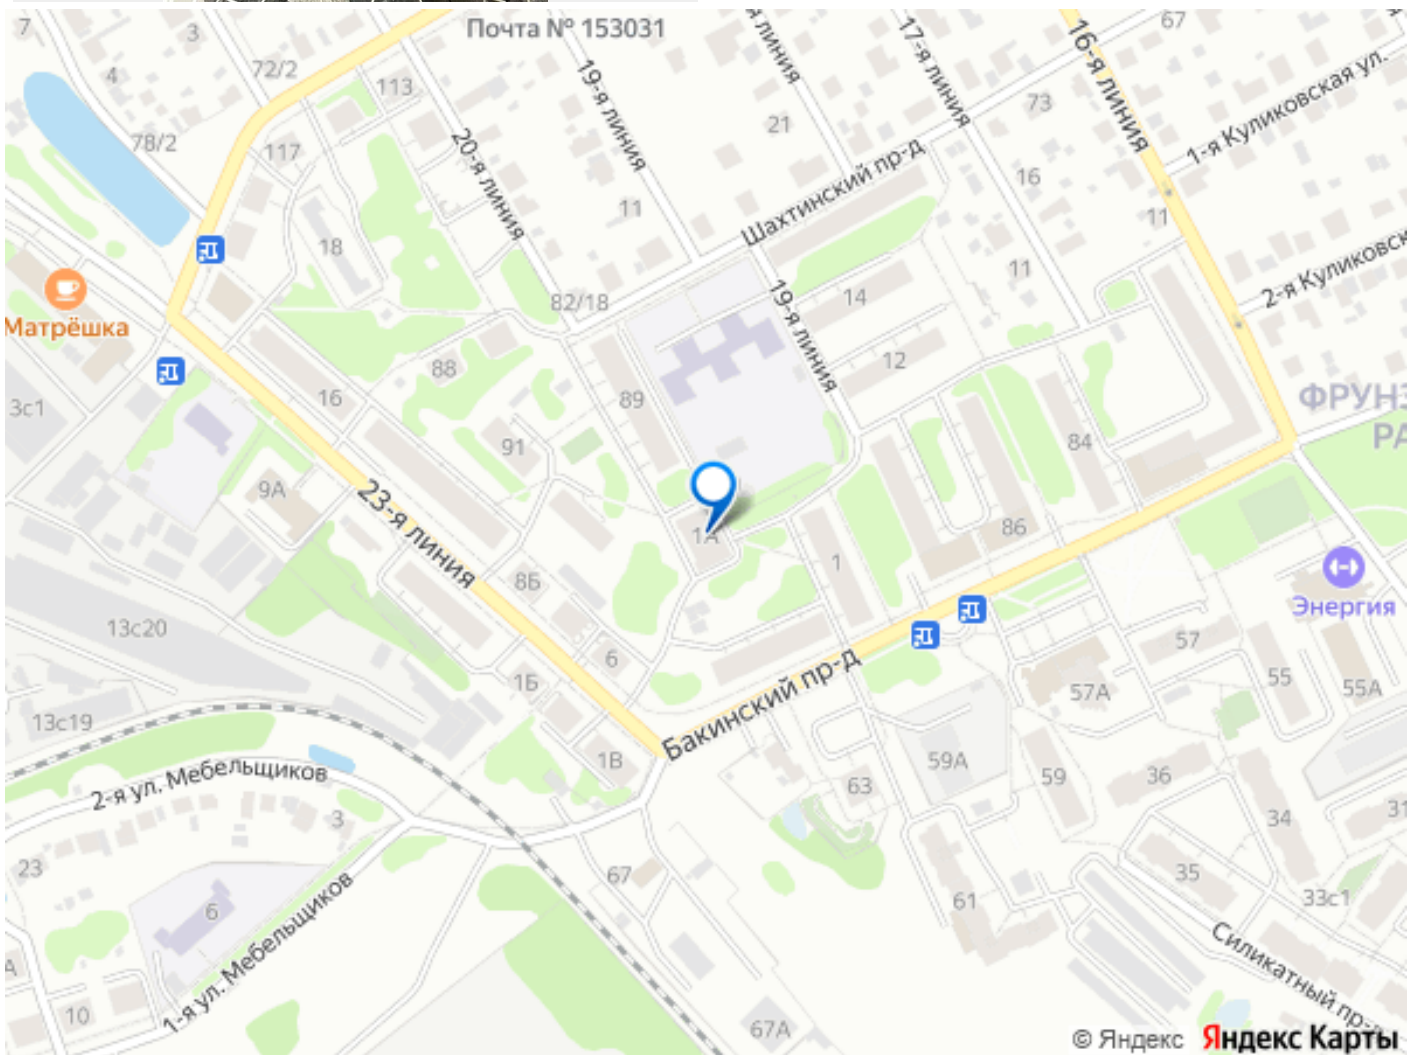 Почта № 153031
67
7
3
4
72/2
113
19-я линия
линия
17-я линия
16-я линия
1-я Куликовская ул.
73
21
78/2
117
20-я линия
Шахтинский пр-д
16
11
11
18
11
2-я Куликовск
82/18
14
19-я линия
Матрёшка
88
12
89
16
3с1
ФРУНЗ
РА
91
84
9А
23-я линия
1А
86
1
8Б
Энергия
13с20
6
57
1Б
Бакинский пр-д
57А
55
55А
13с19
1В
59А
59
36
63
2-я ул. Мебельщиков
3
34
31
23
67
35
61
33с1
6
1-я ул. Мебельщиков
Силикатный пр-д
А
10
67А
© Яндекс Яндекс Карты